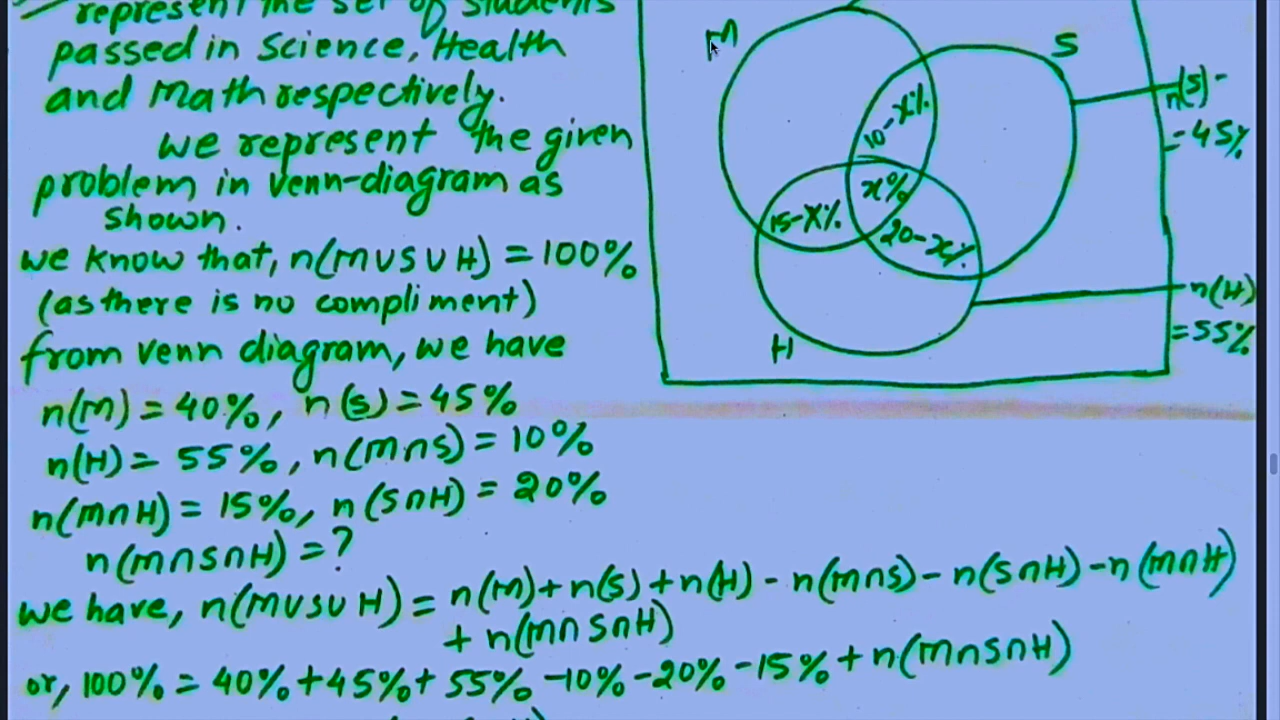 represent the set of students
passed in science, Health
and Math respectively.
we represent the given
problem in venn-diagram as
shown.
we know that, n(M∪S∪H) = 100%
(as there is no compliment)
from venn diagram, we have
n(M) = 40%, n(S) = 45%
n(H) = 55%, n(M∩S) = 10%
n(M∩H) = 15%, n(S∩H) = 20%
n(M∩S∩H) = ?
we have, n(M∪S∪H) = n(M) + n(S) + n(H) - n(M∩S) - n(S∩H) - n(M∩H)
+ n(M∩S∩H)
or, 100% = 40% + 45% + 55% - 10% - 20% - 15% + n(M∩S∩H)
M
S
10-x%
x%
15-x%
20-x%
H
n(S) -
= 45%
n(H)
= 55%